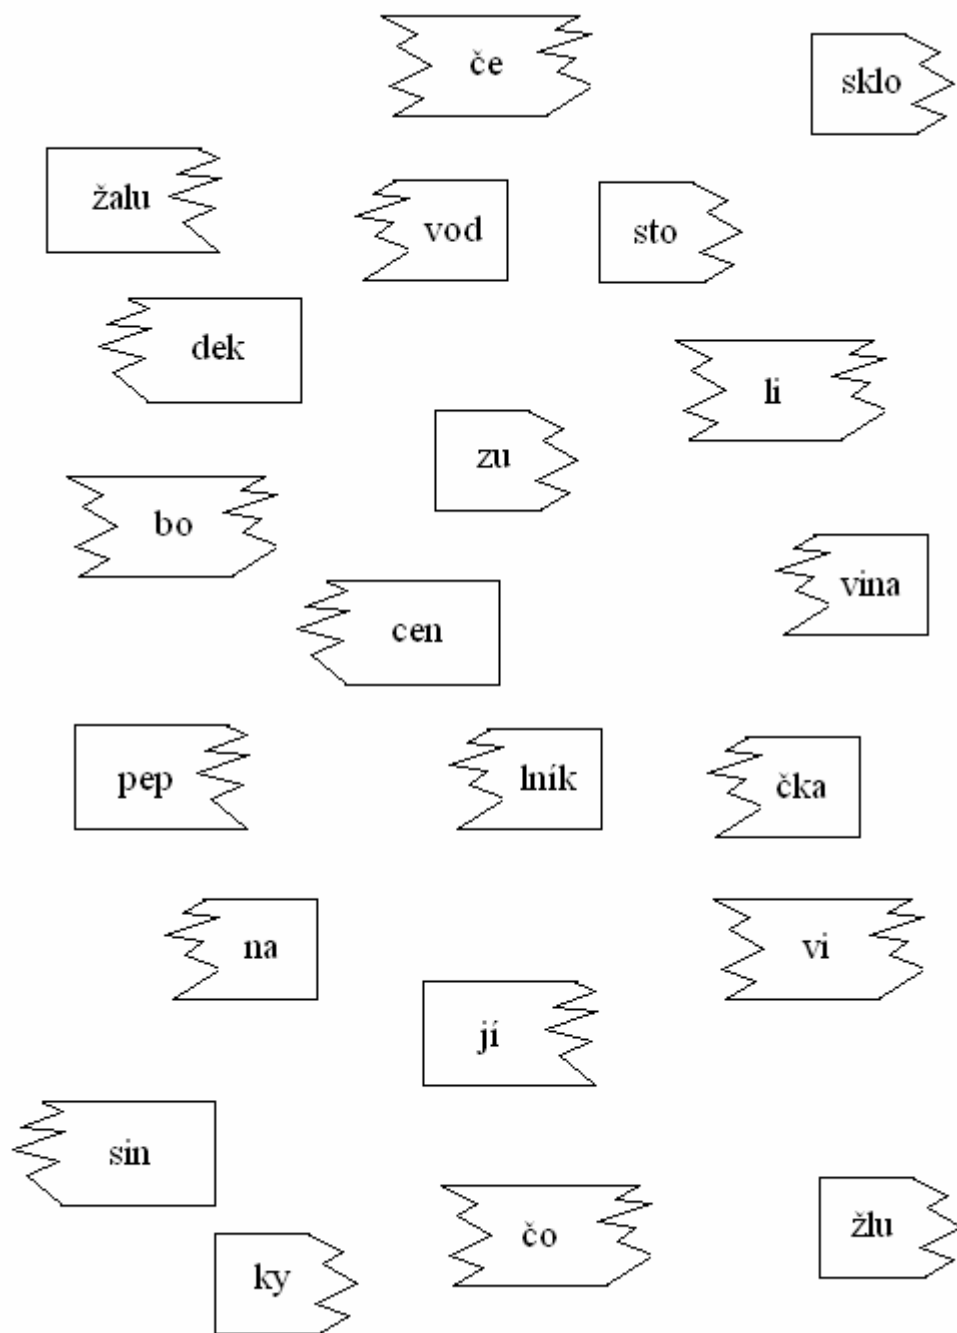 če
sklo
žalu
vod
sto
dek
li
zu
bo
vina
cen
pep
lník
čka
na
vi
jí
sin
čo
žlu
ky